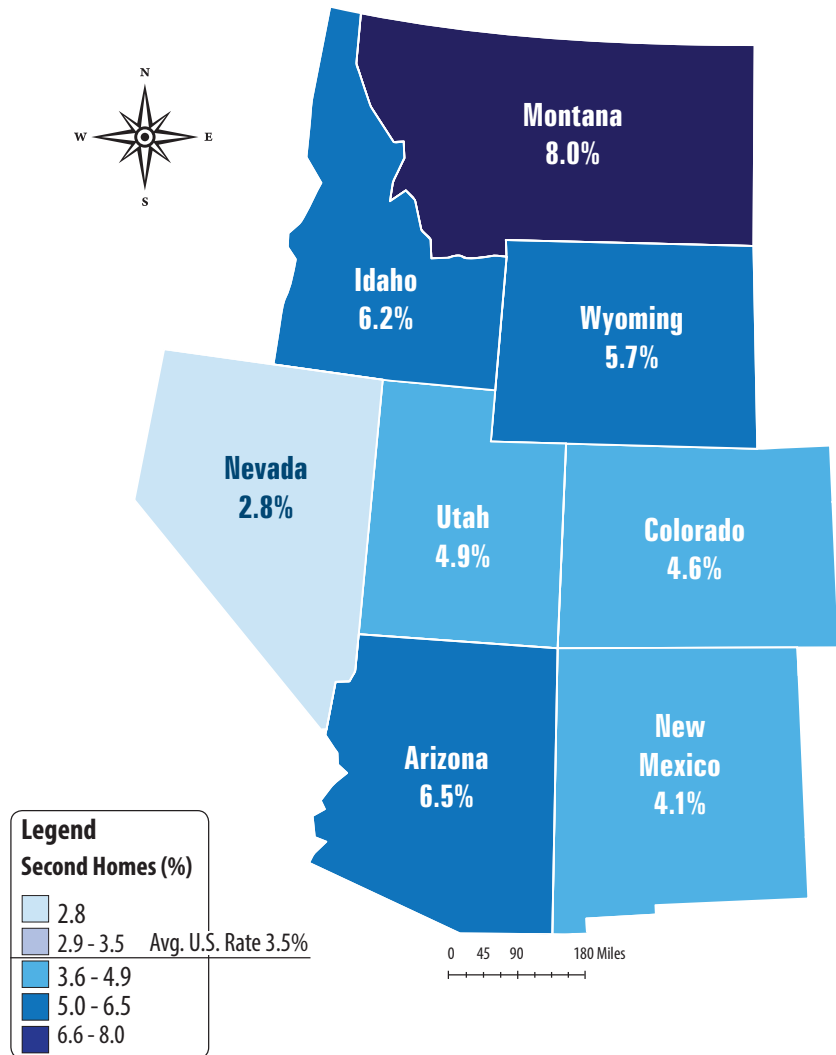 N
W
E
S
Montana
8.0%
Idaho
6.2%
Wyoming
5.7%
Nevada
2.8%
Utah
4.9%
Colorado
4.6%
Arizona
6.5%
New
Mexico
4.1%
Legend
Second Homes (%)
2.8
2.9 - 3.5 Avg. U.S. Rate 3.5%
3.6 - 4.9
5.0 - 6.5
6.6 - 8.0
0 45 90 180 Miles